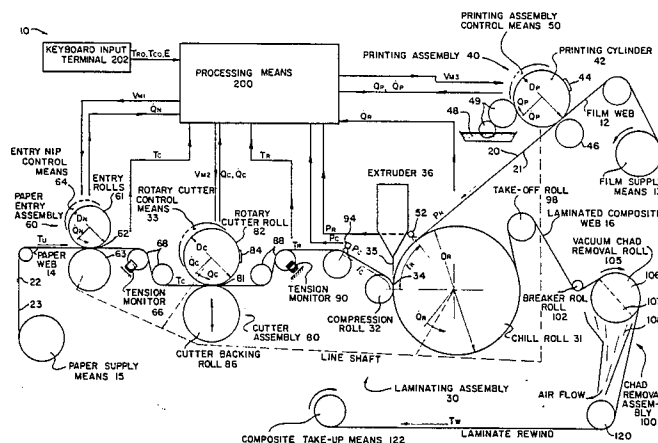 10
KEYBOARD INPUT
TERMINAL 202
TRO,TCO,E
PROCESSING MEANS
200
PRINTING ASSEMBLY
CONTROL MEANS 50
PRINTING ASSEMBLY 40
PRINTING CYLINDER
42
44
DP
QP
VM3
QP, QP
QR
49
48
46
20
21
FILM WEB
12
FILM SUPPLY
VM1
QN
ENTRY NIP
CONTROL
MEANS
64
ENTRY
ROLLS
61
PAPER
ENTRY ASSEMBLY
60
DN
QN
62
63
TU
PAPER WEB
14
22
23
PAPER SUPPLY
MEANS 15
TC
68
TENSION
MONITOR
66
TC
ROTARY CUTTER
CONTROL
MEANS
33
VM2
QC, QC
ROTARY
CUTTER ROLL
82
84
DC
QC
81
88
TR
TR
TENSION
MONITOR 90
CUTTER
ASSEMBLY 80
CUTTER BACKING
ROLL 86
LINE SHAFT
EXTRUDER 36
PR
PC
94
PC
52
35
34
COMPRESSION
ROLL 32
DR
QR
CHILL ROLL 31
TAKE-OFF ROLL
98
LAMINATED COMPOSITE
WEB 16
VACUUM CHAD
REMOVAL ROLL
105
106
BREAKER ROLL
ROLL
102
AIR FLOW
CHAD
REMOVAL
ASSEM-
BLY
100
120
LAMINATING ASSEMBLY
30
TW
LAMINATE REWIND
COMPOSITE TAKE-UP MEANS 122